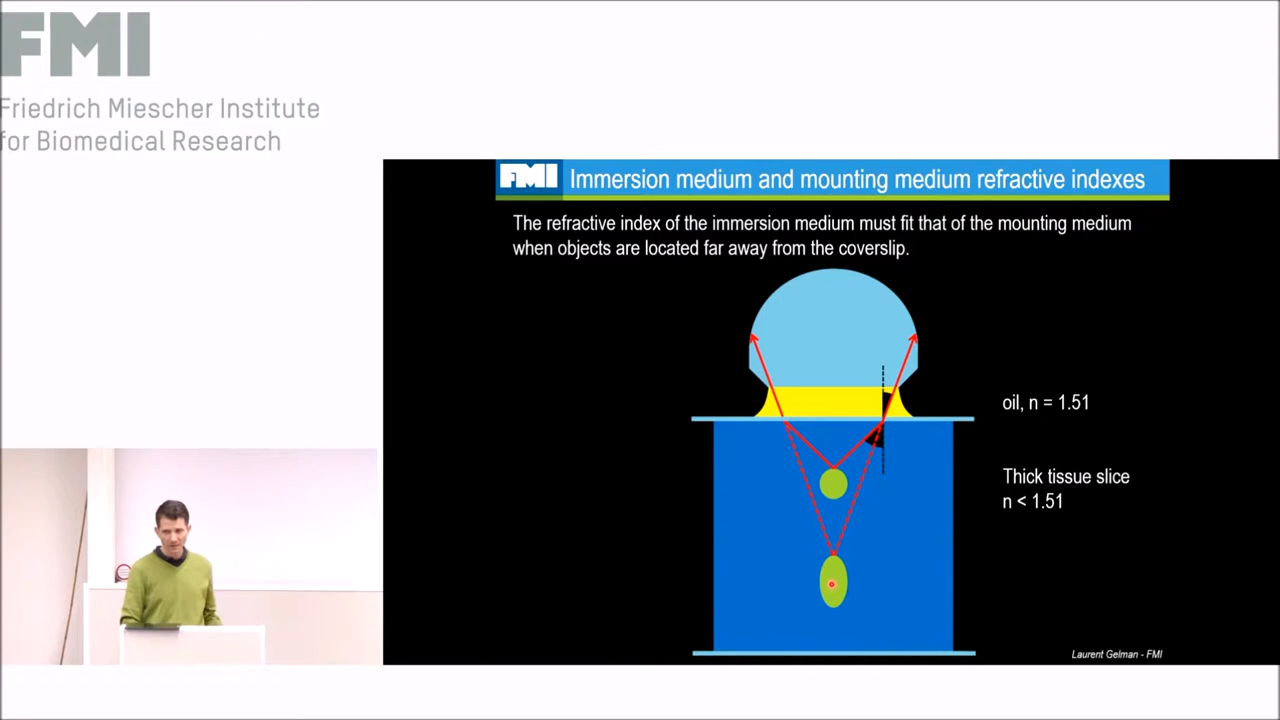 FMI
Friedrich Miescher Institute
for Biomedical Research
FMI Immersion medium and mounting medium refractive indexes
The refractive index of the immersion medium must fit that of the mounting medium
when objects are located far away from the coverslip.
oil, n = 1.51
Thick tissue slice
n < 1.51
Laurent Gelman - FMI